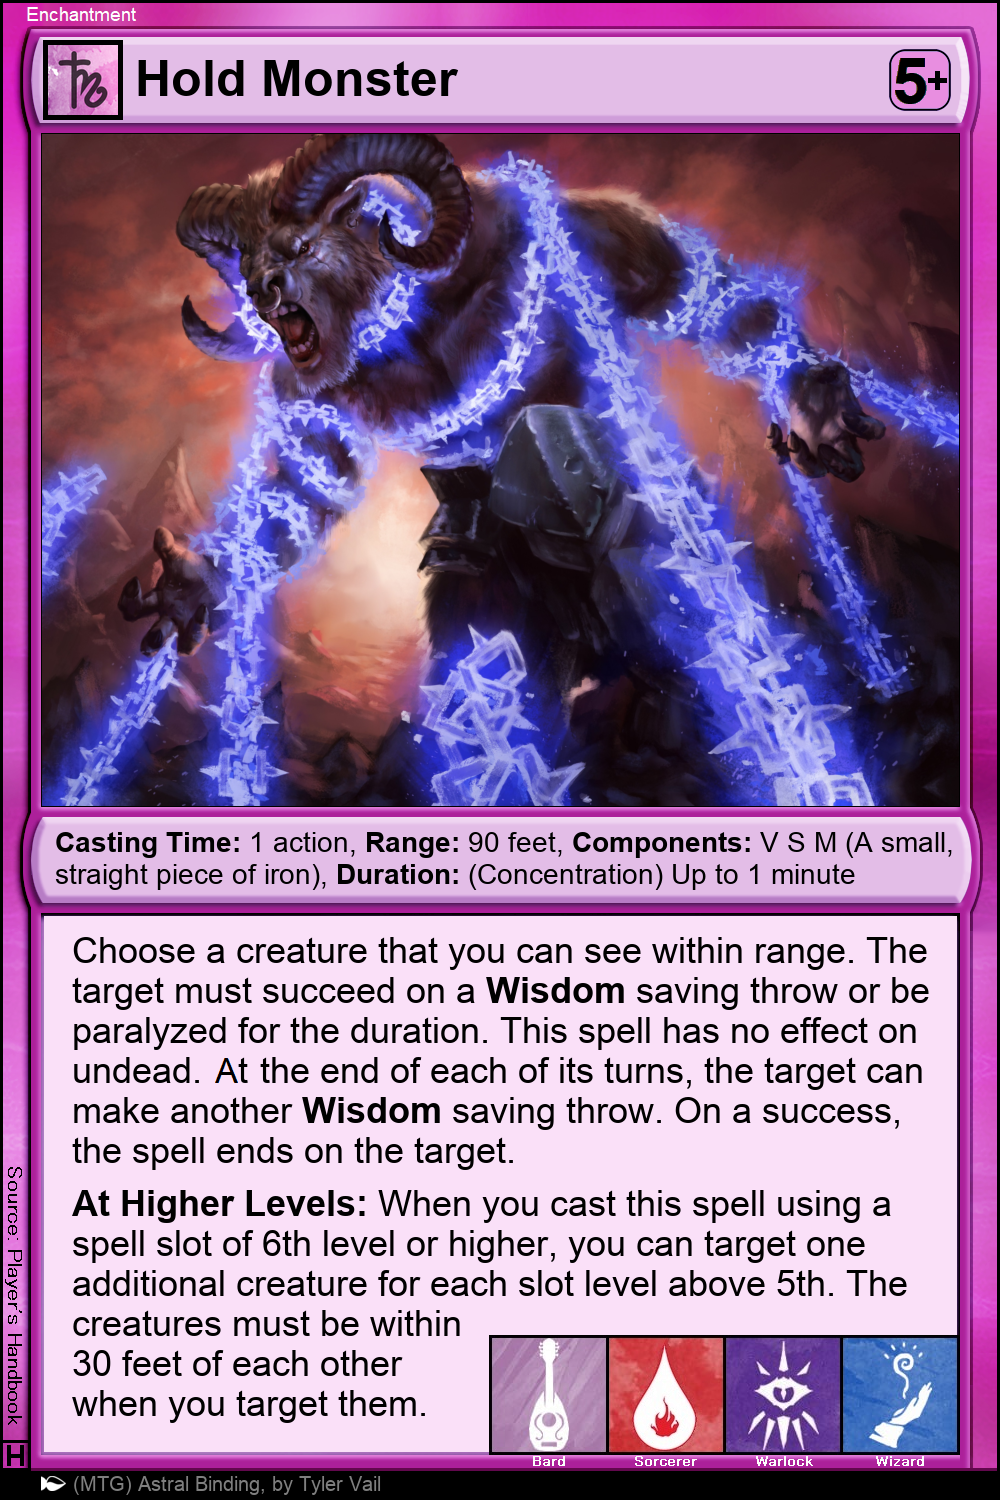 Enchantment
Hold Monster
5+
Casting Time: 1 action, Range: 90 feet, Components: V S M (A small,
straight piece of iron), Duration: (Concentration) Up to 1 minute
Choose a creature that you can see within range. The
target must succeed on a Wisdom saving throw or be
paralyzed for the duration. This spell has no effect on
undead. At the end of each of its turns, the target can
make another Wisdom saving throw. On a success,
the spell ends on the target.
At Higher Levels: When you cast this spell using a
spell slot of 6th level or higher, you can target one
additional creature for each slot level above 5th. The
creatures must be within
30 feet of each other
when you target them.
Bard
Sorcerer
Warlock
Wizard
Source: Player's Handbook
H
(MTG) Astral Binding, by Tyler Vail